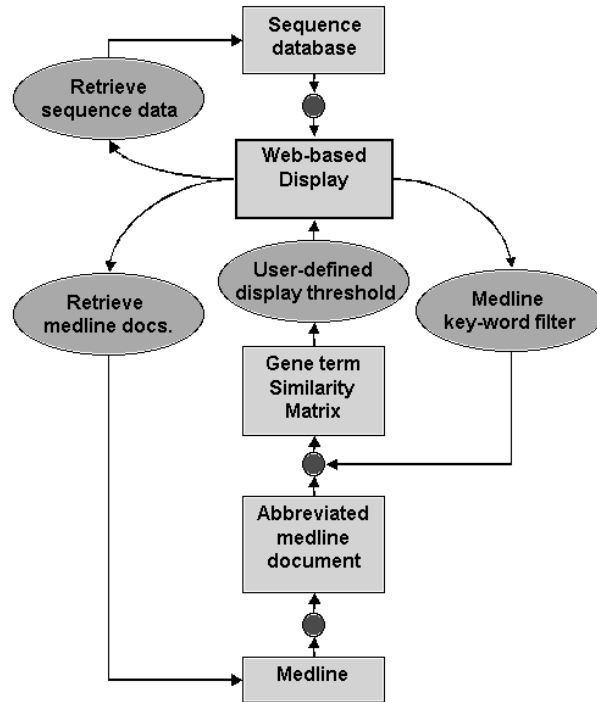 Sequence
database
Retrieve
sequence data
Web-based
Display
User-defined
display threshold
Retrieve
medline docs.
Medline
key-word filter
Gene term
Similarity
Matrix
Abbreviated
medline
document
Medline